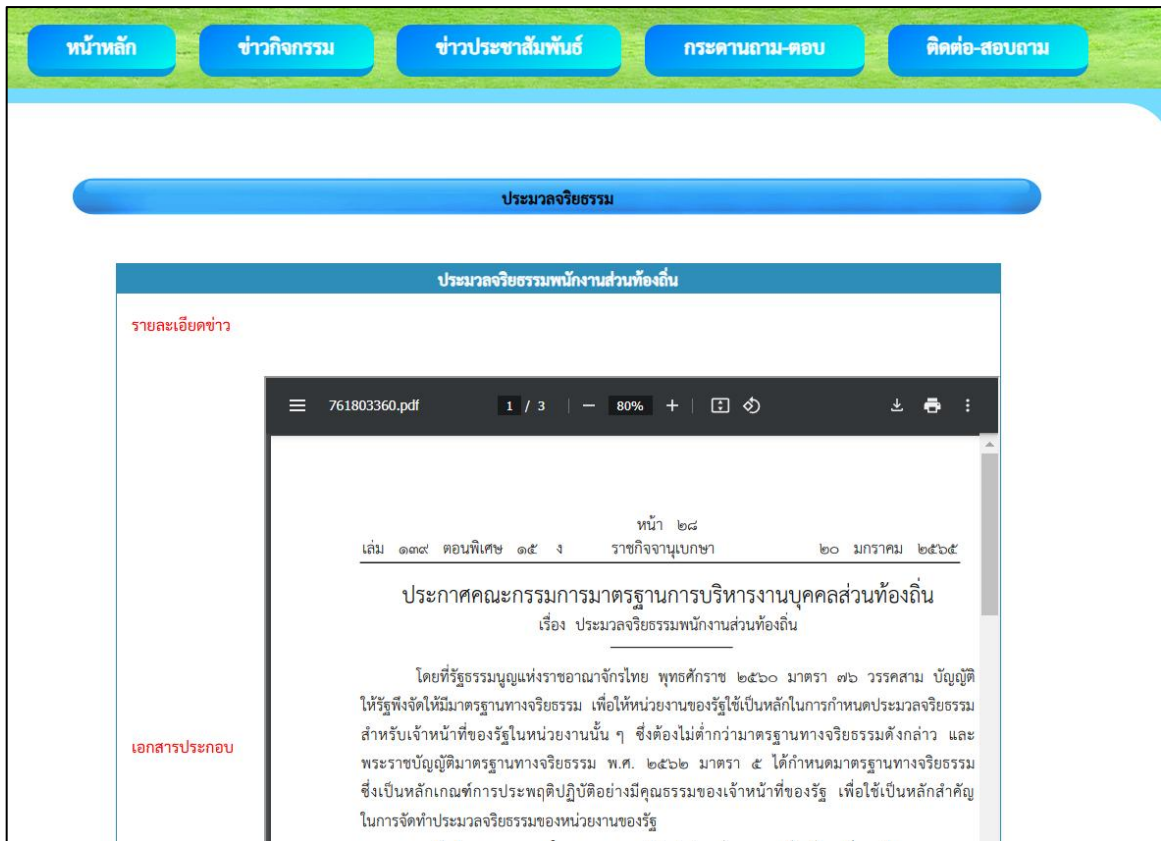 หน้าหลัก ข่าวกิจกรรม ข่าวประชาสัมพันธ์ กระดานถาม-ตอบ ติดต่อ-สอบถาม
ประมวลจริยธรรม
ประมวลจริยธรรมพนักงานส่วนท้องถิ่น
รายละเอียดข่าว
761803360.pdf 1 / 3 80%
หน้า ๒๘
เล่ม ๑๓๙ ตอนพิเศษ ๑๕ ง ราชกิจจานุเบกษา ๒๐ มกราคม ๒๕๖๕
ประกาศคณะกรรมการมาตรฐานการบริหารงานบุคคลส่วนท้องถิ่น
เรื่อง ประมวลจริยธรรมพนักงานส่วนท้องถิ่น
โดยที่รัฐธรรมนูญแห่งราชอาณาจักรไทย พุทธศักราช ๒๕๖๐ มาตรา ๗๖ วรรคสาม บัญญัติ
ให้รัฐพึงจัดให้มีมาตรฐานทางจริยธรรม เพื่อให้หน่วยงานของรัฐใช้เป็นหลักในการกำหนดประมวลจริยธรรม
สำหรับเจ้าหน้าที่ของรัฐในหน่วยงานนั้น ๆ ซึ่งต้องไม่ต่ำกว่ามาตรฐานทางจริยธรรมดังกล่าว และ
เอกสารประกอบ
พระราชบัญญัติมาตรฐานทางจริยธรรม พ.ศ. ๒๕๖๒ มาตรา ๕ ได้กำหนดมาตรฐานทางจริยธรรม
ซึ่งเป็นหลักเกณฑ์การประพฤติปฏิบัติอย่างมีคุณธรรมของเจ้าหน้าที่ของรัฐ เพื่อใช้เป็นหลักสำคัญ
ในการจัดทำประมวลจริยธรรมของหน่วยงานของรัฐ